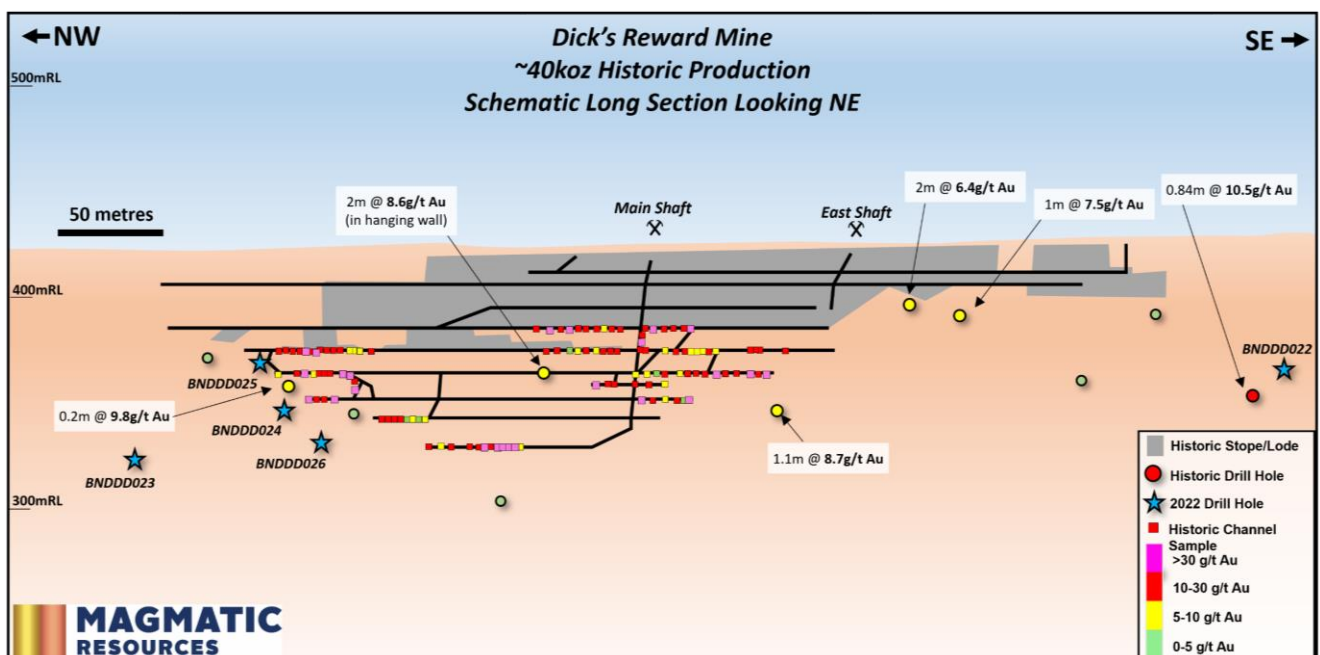 ←NW
Dick's Reward Mine
SE→
~40koz Historic Production
Schematic Long Section Looking NE
500mRL
50 metres
2m @ 8.6g/t Au
(in hanging wall)
Main Shaft
East Shaft
2m @ 6.4g/t Au
1m @ 7.5g/t Au
0.84m @ 10.5g/t Au
400mRL
BNDDD022
BNDDD025
0.2m @ 9.8g/t Au
BNDDD024
BNDDD026
BNDDD023
1.1m @ 8.7g/t Au
300mRL
Historic Stope/Lode
Historic Drill Hole
2022 Drill Hole
Historic Channel
Sample
>30 g/t Au
10-30 g/t Au
5-10 g/t Au
0-5 g/t Au
MAGMATIC
RESOURCES